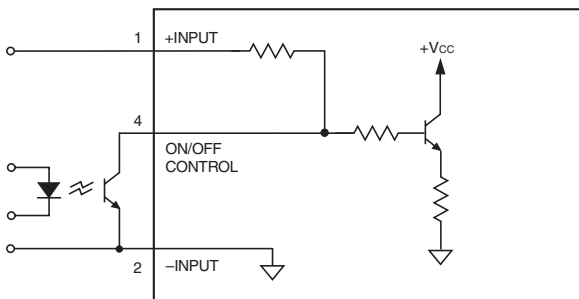 1 +INPUT
+Vcc
4
ON/OFF
CONTROL
2 –INPUT